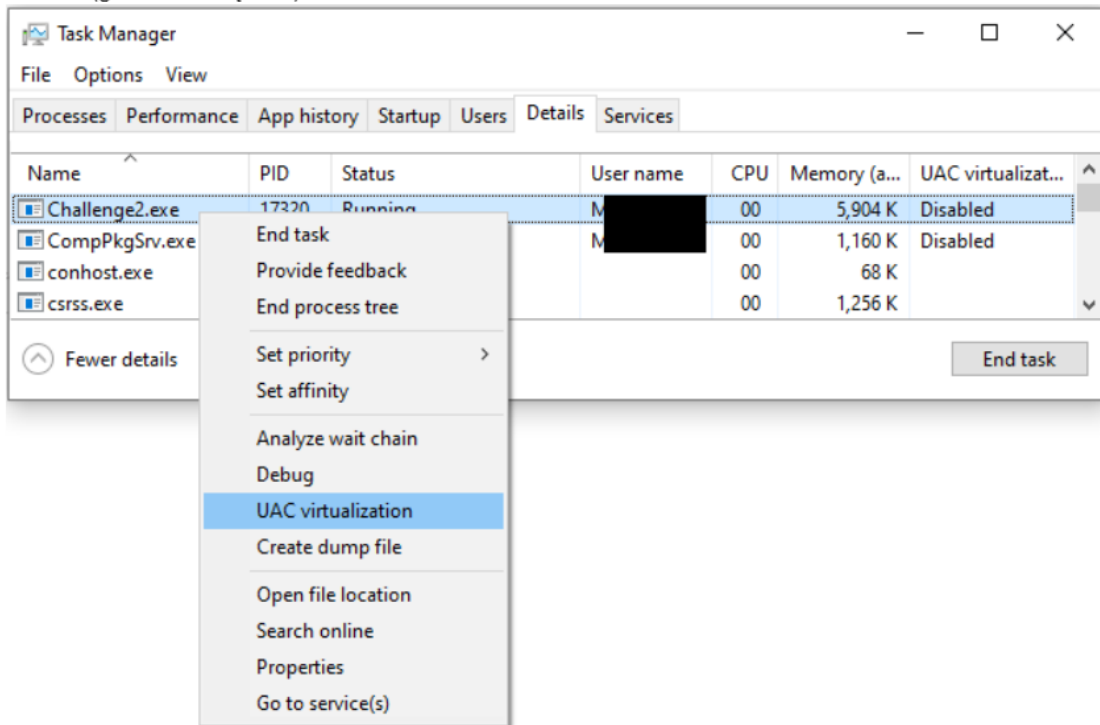 Task Manager
File Options View
Processes Performance App history Startup Users Details Services
Name PID Status User name CPU Memory (a... UAC virtualizat...
Challenge2.exe 17320 Running M 00 5,904 K Disabled
CompPkgSrv.exe M 00 1,160 K Disabled
conhost.exe 00 68 K
csrss.exe 00 1,256 K
Fewer details End task
End task
Provide feedback
End process tree
Set priority
Set affinity
Analyze wait chain
Debug
UAC virtualization
Create dump file
Open file location
Search online
Properties
Go to service(s)